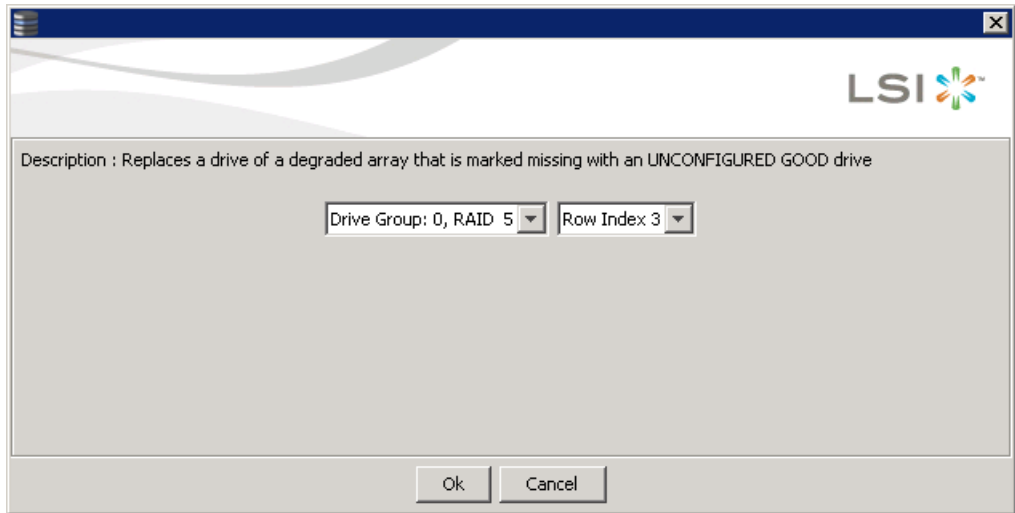 LSI™
Description : Replaces a drive of a degraded array that is marked missing with an UNCONFIGURED GOOD drive
Drive Group: 0, RAID 5 Row Index 3
Ok Cancel